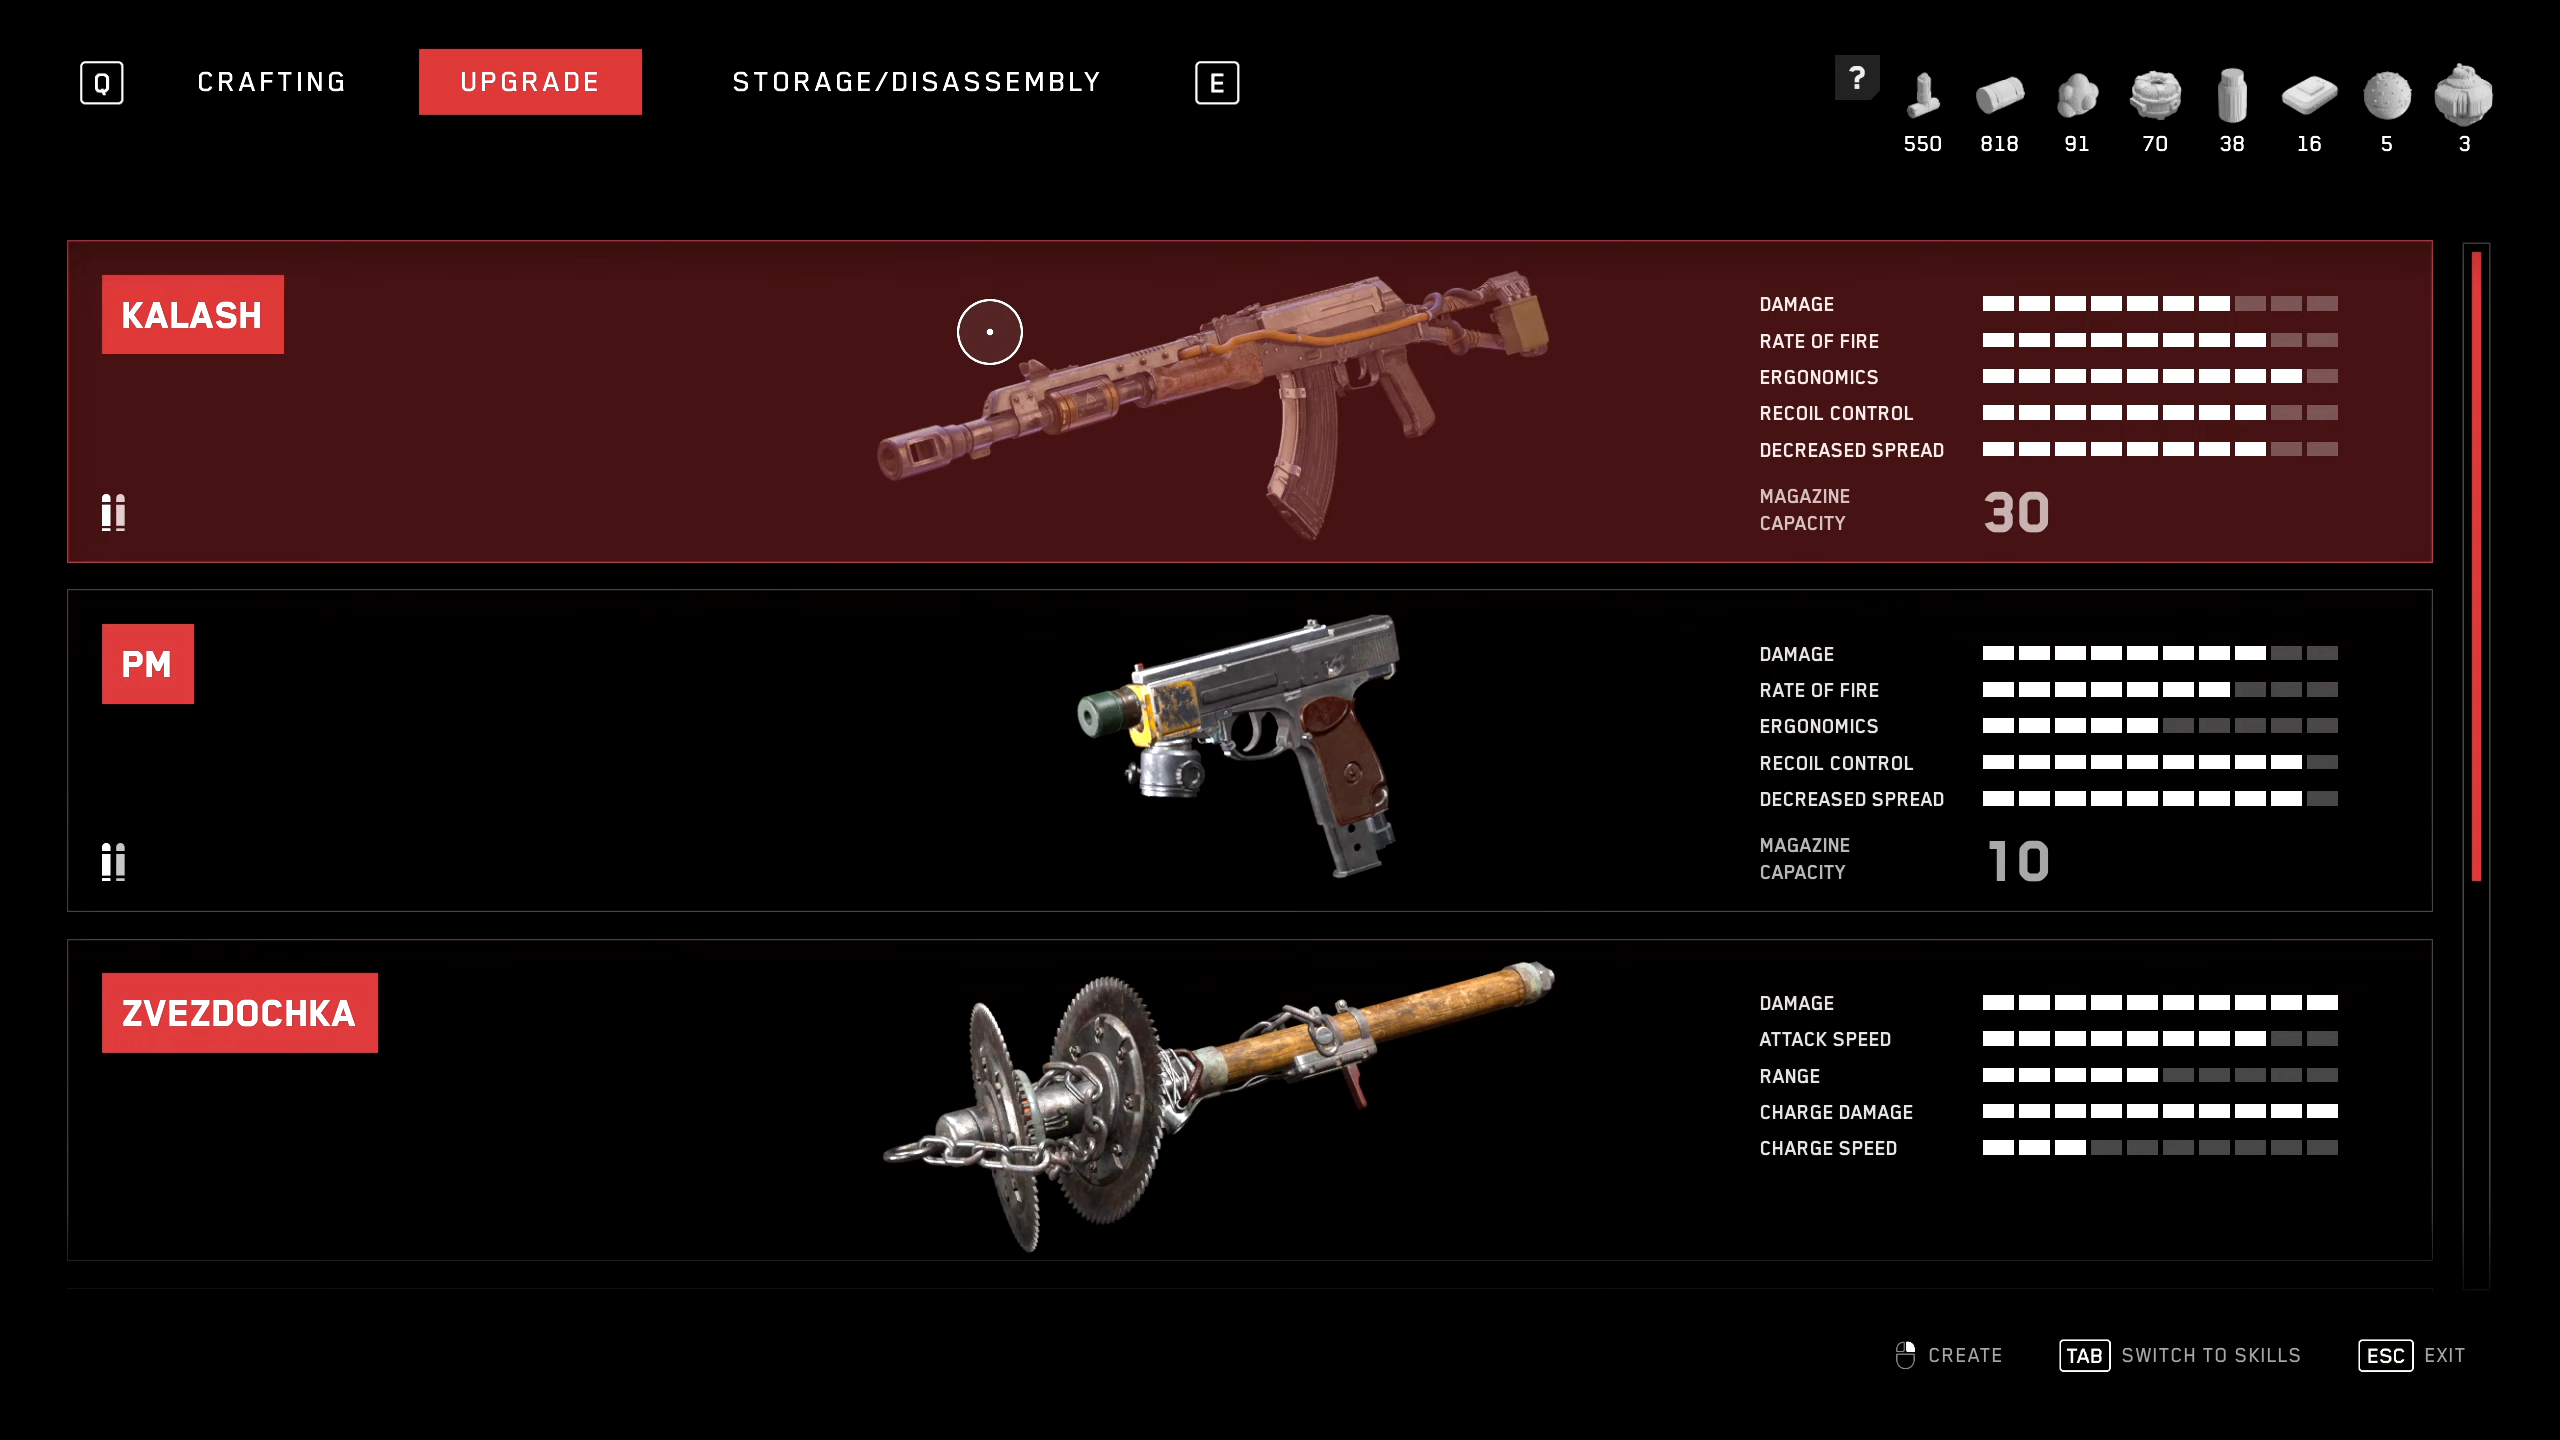 Q CRAFTING UPGRADE STORAGE/DISASSEMBLY E ?
550 818 91 70 38 16 5 3
KALASH
DAMAGE
RATE OF FIRE
ERGONOMICS
RECOIL CONTROL
DECREASED SPREAD
MAGAZINE
CAPACITY
30
PM
DAMAGE
RATE OF FIRE
ERGONOMICS
RECOIL CONTROL
DECREASED SPREAD
MAGAZINE
CAPACITY
10
ZVEZDOCHKA
DAMAGE
ATTACK SPEED
RANGE
CHARGE DAMAGE
CHARGE SPEED
CREATE TAB SWITCH TO SKILLS ESC EXIT